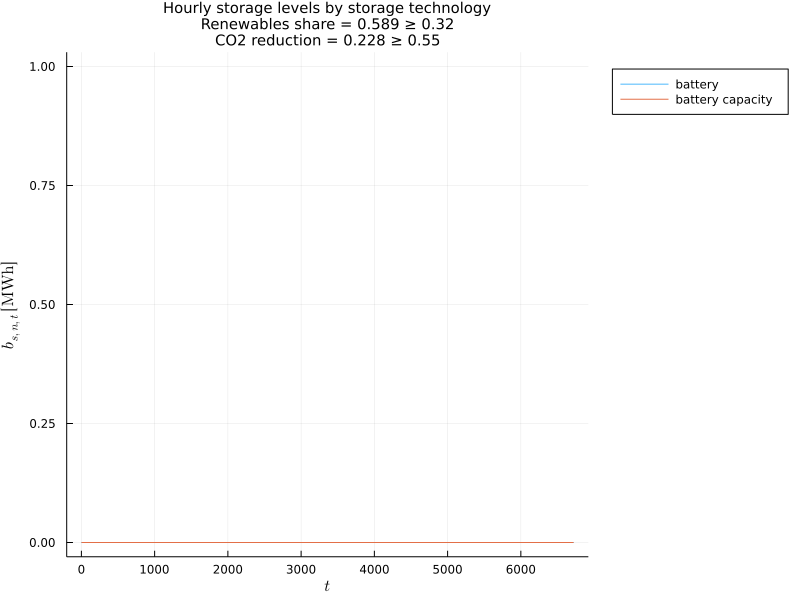 Hourly storage levels by storage technology
Renewables share = 0.589 ≥ 0.32
CO2 reduction = 0.228 ≥ 0.55
1.00
0.75
0.50
0.25
0.00
b_{s,n,t} [MWh]
0 1000 2000 3000 4000 5000 6000
t
battery
battery capacity